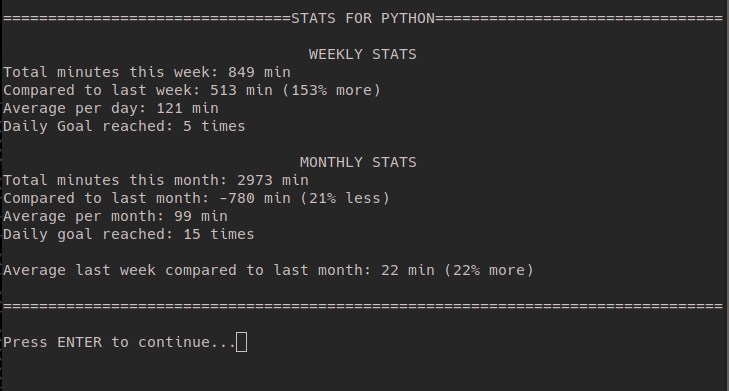 ================================STATS FOR PYTHON================================
WEEKLY STATS
Total minutes this week: 849 min
Compared to last week: 513 min (153% more)
Average per day: 121 min
Daily Goal reached: 5 times
MONTHLY STATS
Total minutes this month: 2973 min
Compared to last month: -780 min (21% less)
Average per month: 99 min
Daily goal reached: 15 times
Average last week compared to last month: 22 min (22% more)
================================================================================
Press ENTER to continue...